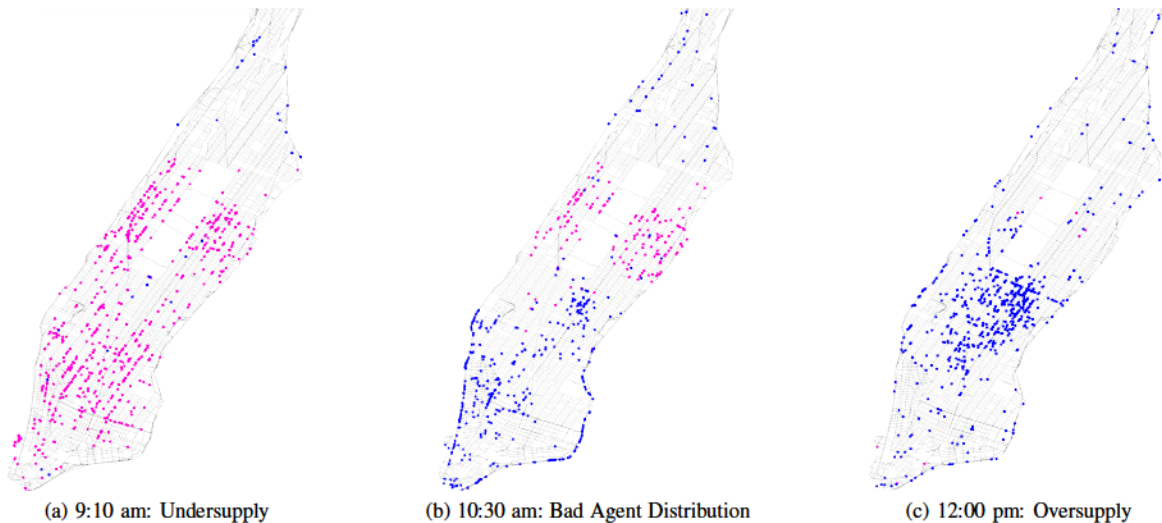 (a) 9:10 am: Undersupply
(b) 10:30 am: Bad Agent Distribution
(c) 12:00 pm: Oversupply